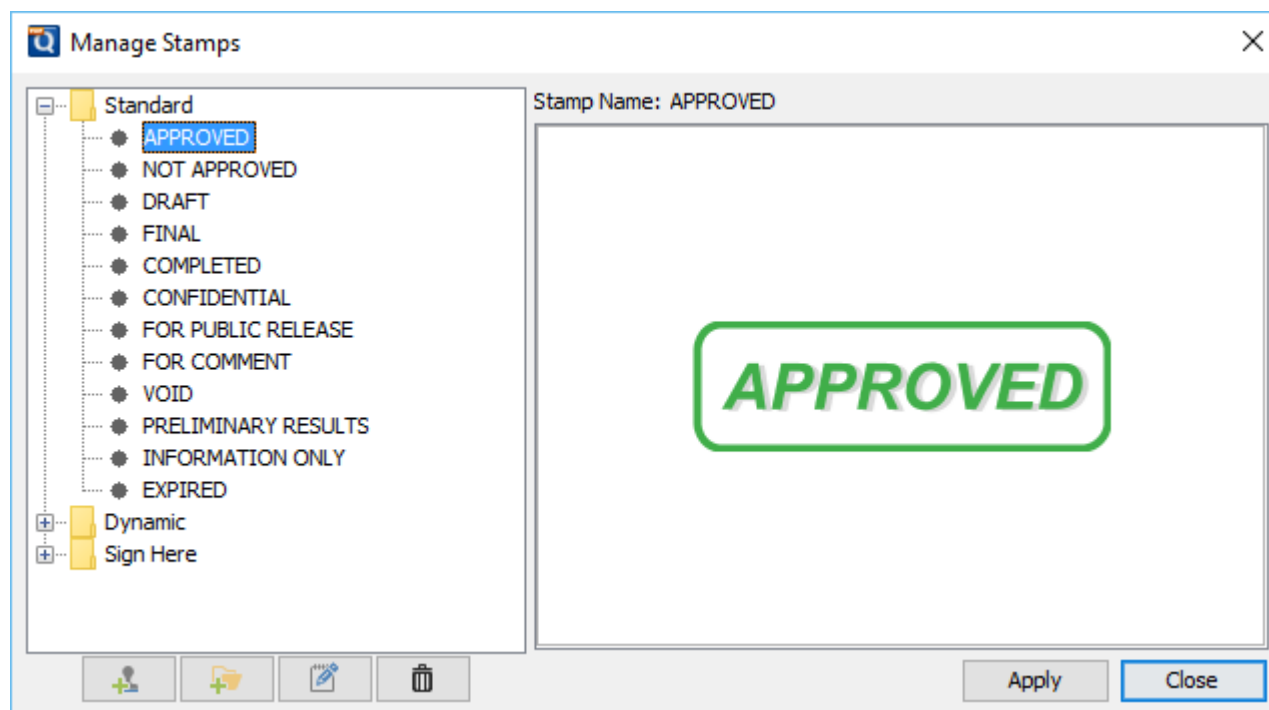 Manage Stamps
Standard
APPROVED
NOT APPROVED
DRAFT
FINAL
COMPLETED
CONFIDENTIAL
FOR PUBLIC RELEASE
FOR COMMENT
VOID
PRELIMINARY RESULTS
INFORMATION ONLY
EXPIRED
Dynamic
Sign Here
Stamp Name: APPROVED
APPROVED
Apply
Close